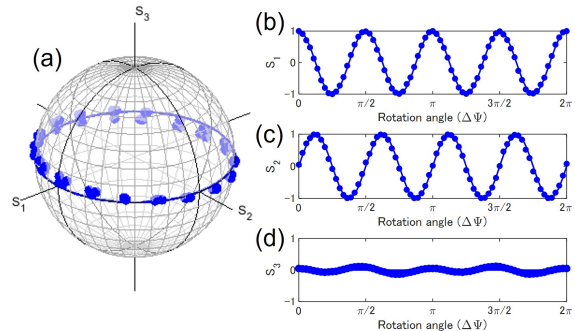 (a)
S3
S1
S2
(b)
S1
1
0
−1
0 π/2 π 3π/2 2π
Rotation angle (ΔΨ)
(c)
S2
1
0
−1
0 π/2 π 3π/2 2π
Rotation angle (ΔΨ)
(d)
S3
1
0
−1
0 π/2 π 3π/2 2π
Rotation angle (ΔΨ)